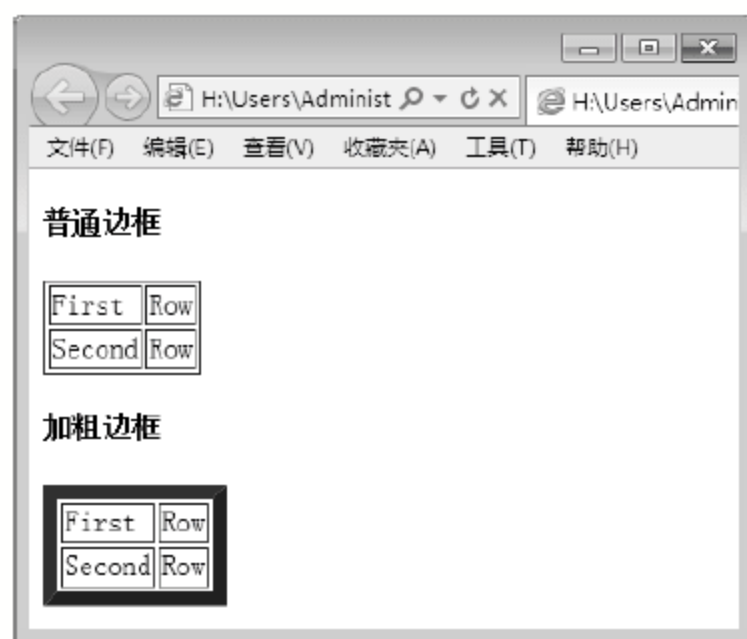 H:\Users\Administ
H:\Users\Admin
文件(F) 编辑(E) 查看(V) 收藏夹(A) 工具(T) 帮助(H)
普通边框
First Row
Second Row
加粗边框
First Row
Second Row